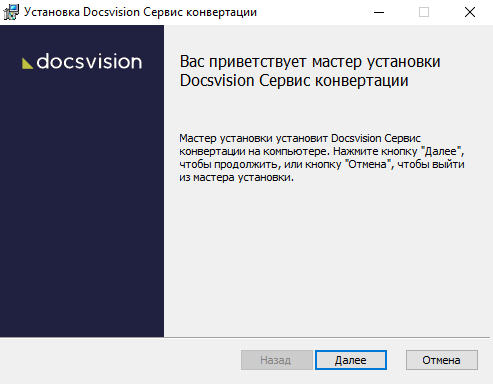 Установка Docsvision Сервис конвертации
docsvision
Вас приветствует мастер установки
Docsvision Сервис конвертации
Мастер установки установит Docsvision Сервис
конвертации на компьютере. Нажмите кнопку "Далее",
чтобы продолжить, или кнопку "Отмена", чтобы выйти
из мастера установки.
Назад
Далее
Отмена